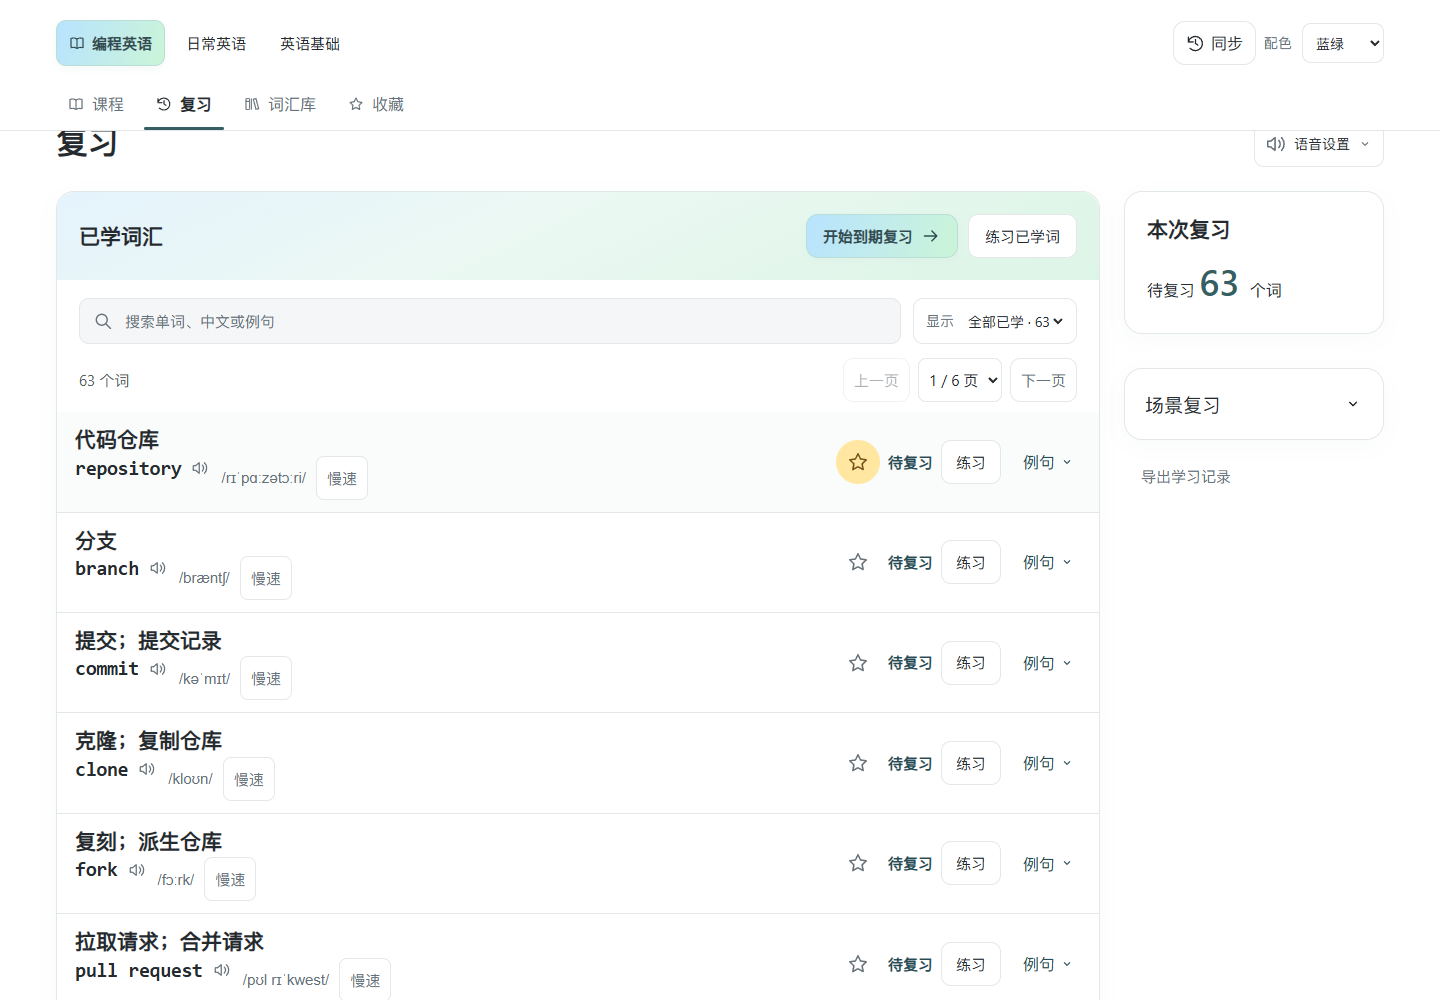 编程英语 日常英语 英语基础 同步 配色 蓝绿
课程 复习 词汇库 收藏
复习 语音设置
已学词汇 开始到期复习 练习已学词
搜索单词、中文或例句 显示 全部已学 · 63
63 个词 上一页 1 / 6 页 下一页
代码仓库
repository /rɪˈpɑːzətɔːri/ 慢速 待复习 练习 例句
分支
branch /bræntʃ/ 慢速 待复习 练习 例句
提交；提交记录
commit /kəˈmɪt/ 慢速 待复习 练习 例句
克隆；复制仓库
clone /kloʊn/ 慢速 待复习 练习 例句
复刻；派生仓库
fork /fɔːrk/ 慢速 待复习 练习 例句
拉取请求；合并请求
pull request /pʊl rɪˈkwest/ 慢速 待复习 练习 例句
本次复习
待复习 63 个词
场景复习
导出学习记录